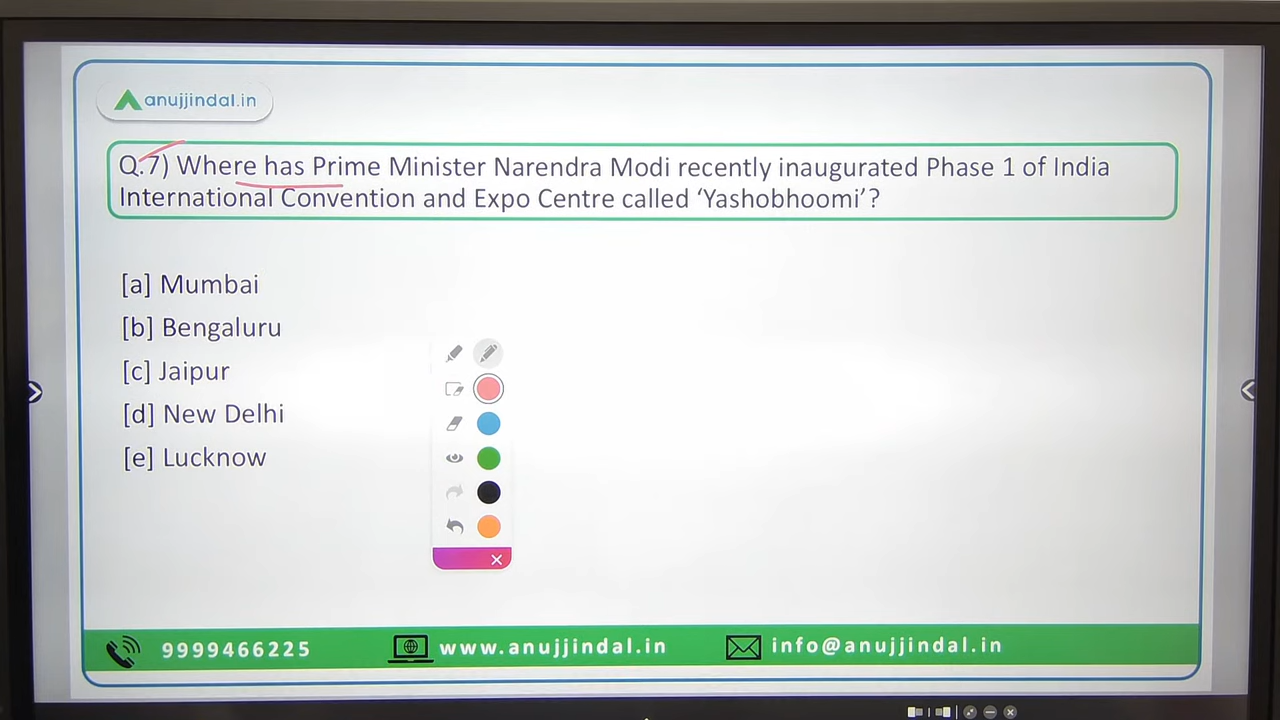 anujjindal.in
Q.7) Where has Prime Minister Narendra Modi recently inaugurated Phase 1 of India
International Convention and Expo Centre called ‘Yashobhoomi’?
[a] Mumbai
[b] Bengaluru
[c] Jaipur
[d] New Delhi
[e] Lucknow
9999466225 www.anujjindal.in info@anujjindal.in